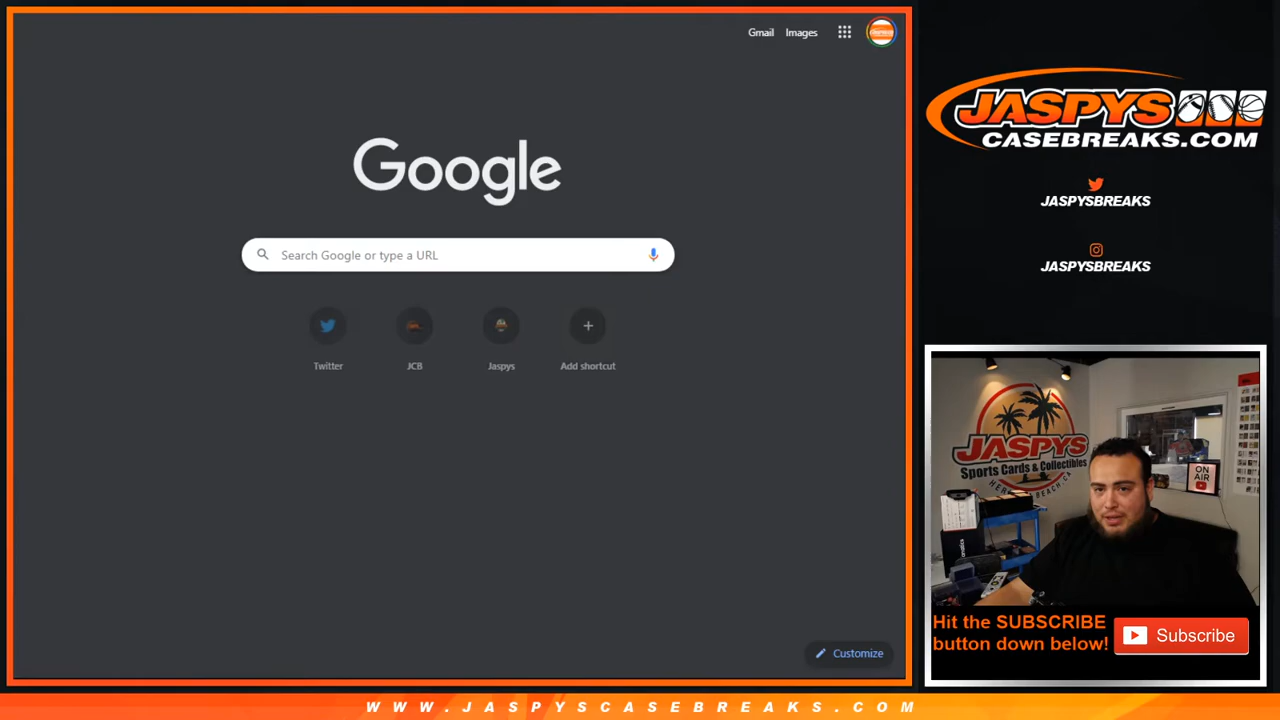 Gmail
Images
Google
Search Google or type a URL
Twitter
JCB
Jaspys
Add shortcut
Customize
JASPYS
CASEBREAKS.COM
JASPYSBREAKS
JASPYSBREAKS
JASPYS
Sports Cards & Collectibles
ON
AIR
Hit the SUBSCRIBE
button down below!
Subscribe
WWW.JASPYSCASEBREAKS.COM